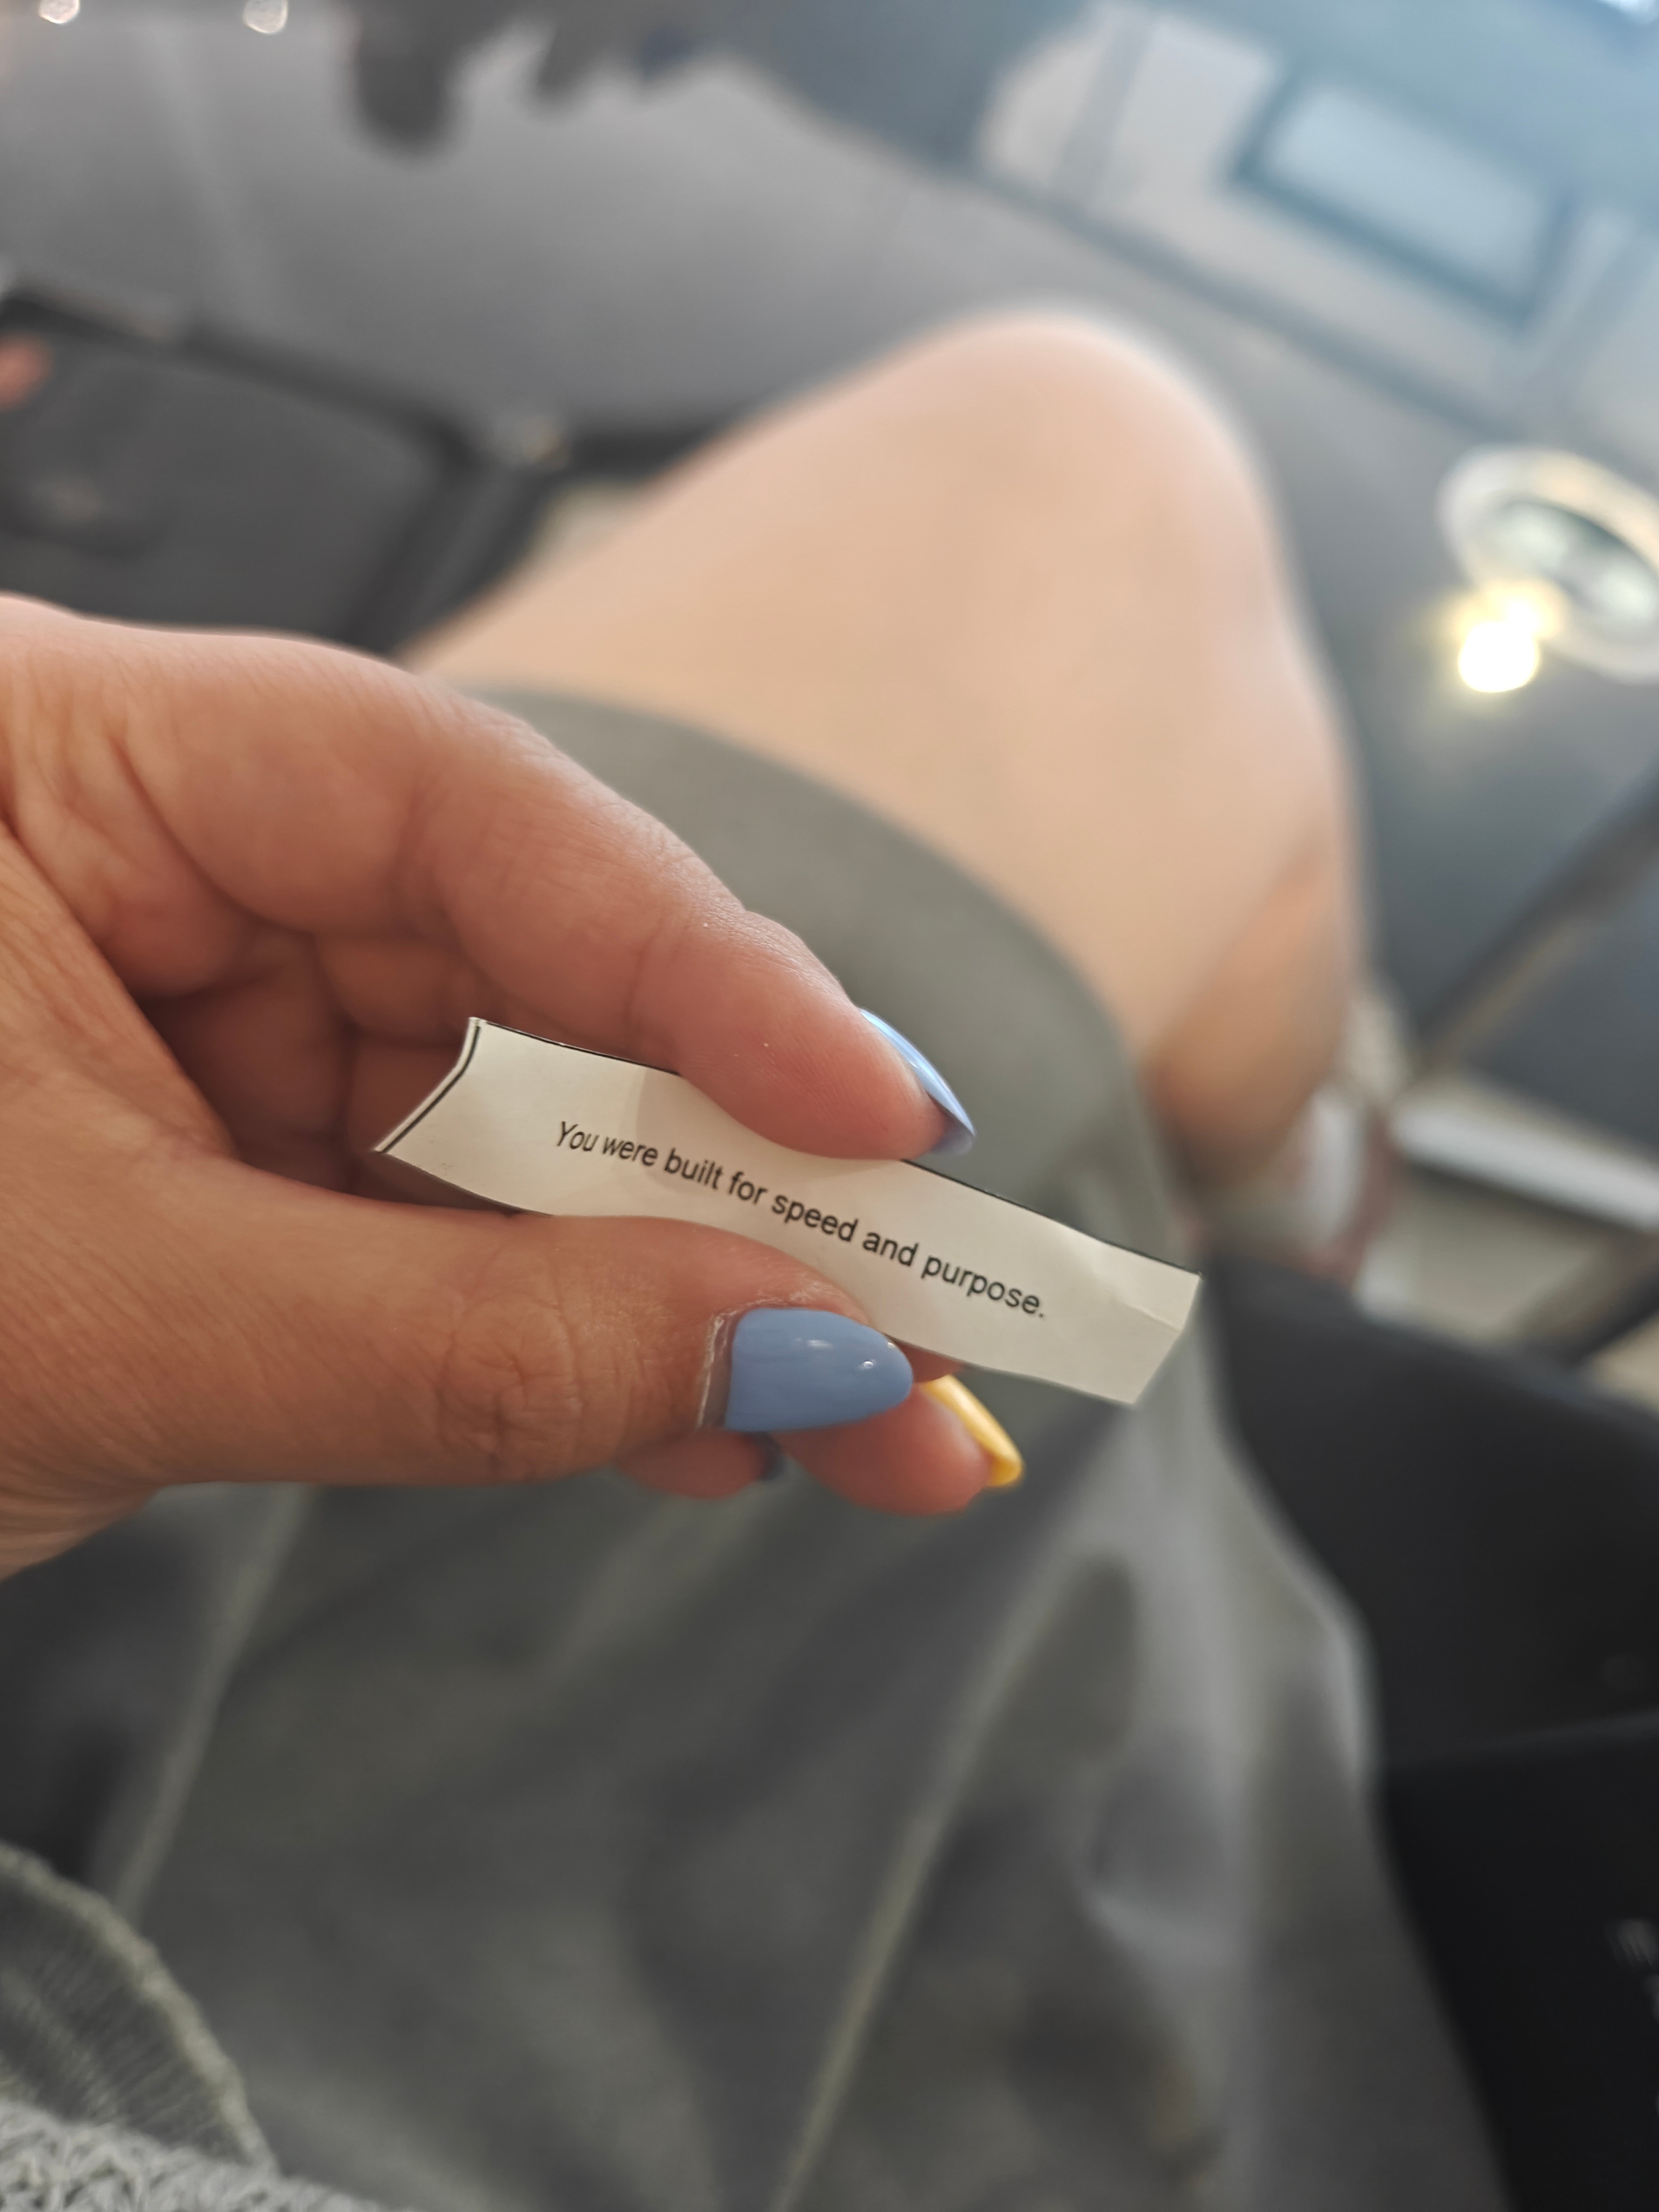 You were built for speed and purpose.